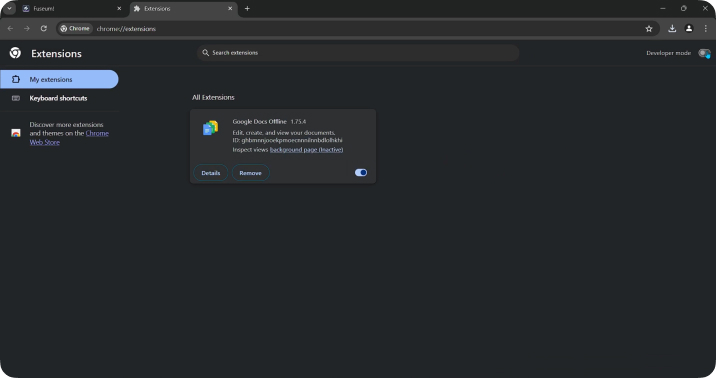 Fuseum!
Extensions
Chrome
chrome://extensions
Extensions
Search extensions
Developer mode
My extensions
Keyboard shortcuts
Discover more extensions
and themes on the Chrome
Web Store
All Extensions
Google Docs Offline 1.75.4
Edit, create, and view your documents.
ID: ghbmnnjooekpmoecnnnilnnbdlolhkhi
Inspect views background page (Inactive)
Details
Remove